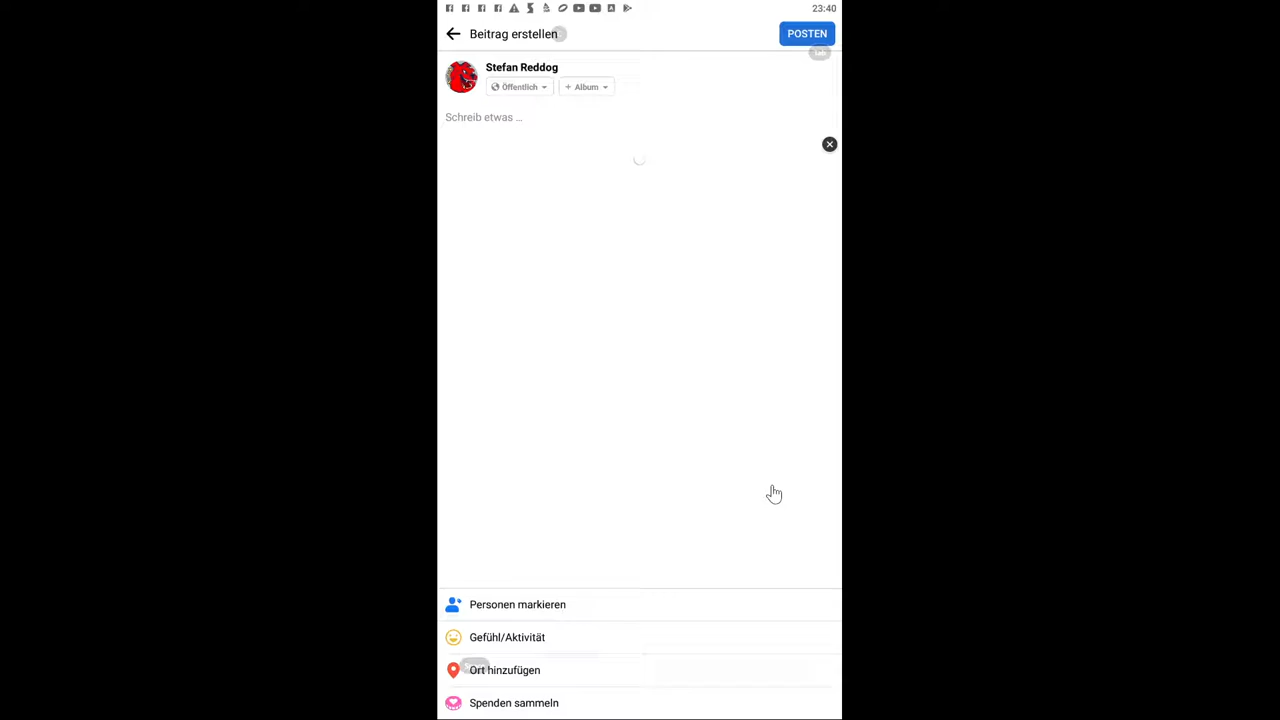 23:40
Beitrag erstellen
POSTEN
Stefan Reddog
Öffentlich
+ Album
Schreib etwas ...
Personen markieren
Gefühl/Aktivität
Ort hinzufügen
Spenden sammeln